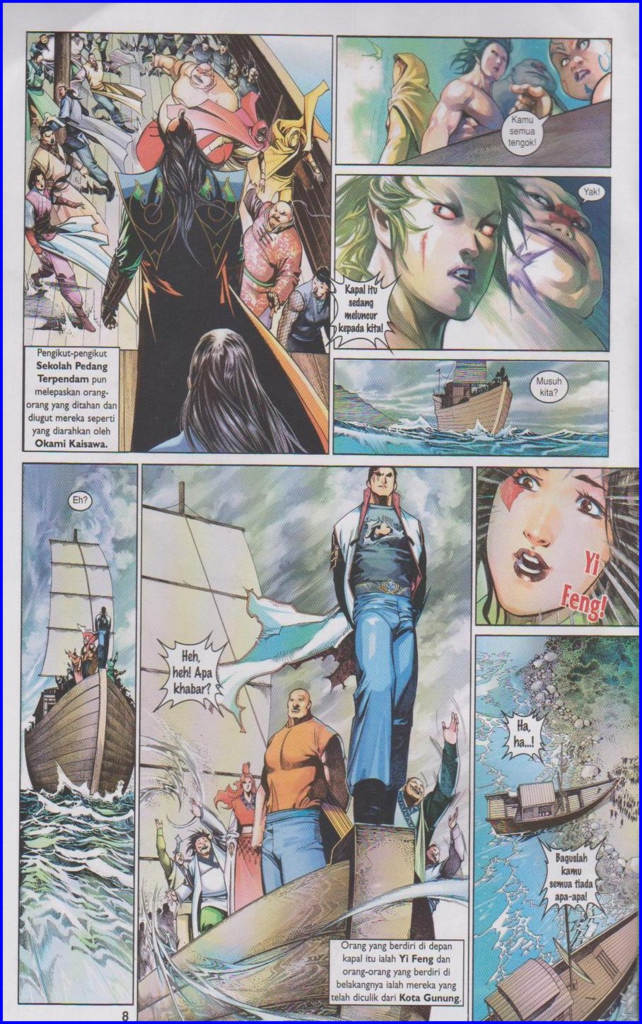 Pengikut-pengikut
Sekolah Pedang
Terpendam pun
melepaskan orang-
orang yang ditahan dan
diugut mereka seperti
yang diarahkan oleh
Okami Kaisawa.
Kamu
semua
tengok!
Yak!
Kapal itu
sedang
meluncur
kepada kita!
Musuh
kita?
Eh?
Heh,
heh! Apa
khabar?
Orang yang berdiri di depan
kapal itu ialah Yi Feng dan
orang-orang yang berdiri di
belakangnya ialah mereka yang
telah diculik dari Kota Gunung.
Yi
Feng!
Ha,
ha...!
Baguslah
kamu
semua tiada
apa-apa!
8